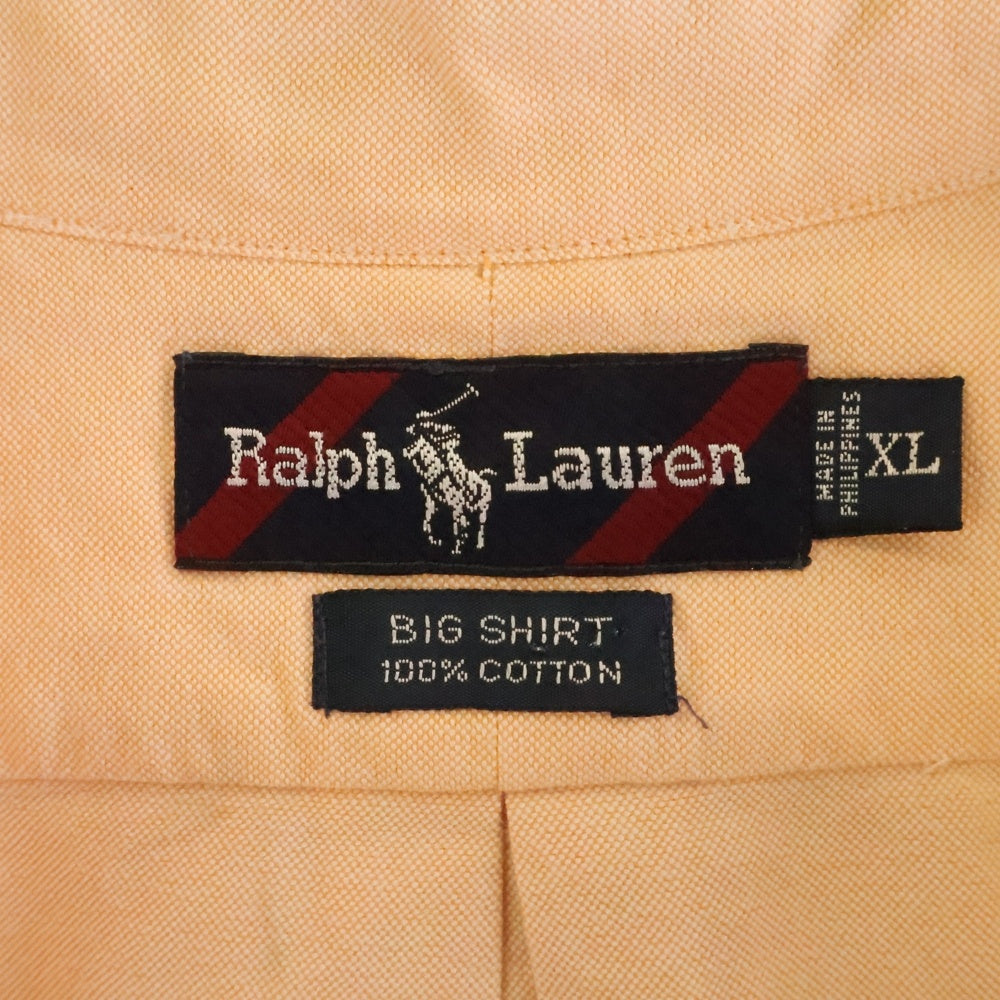 Ralph Lauren
MADE IN
PHILIPPINES
XL
BIG SHIRT
100% COTTON